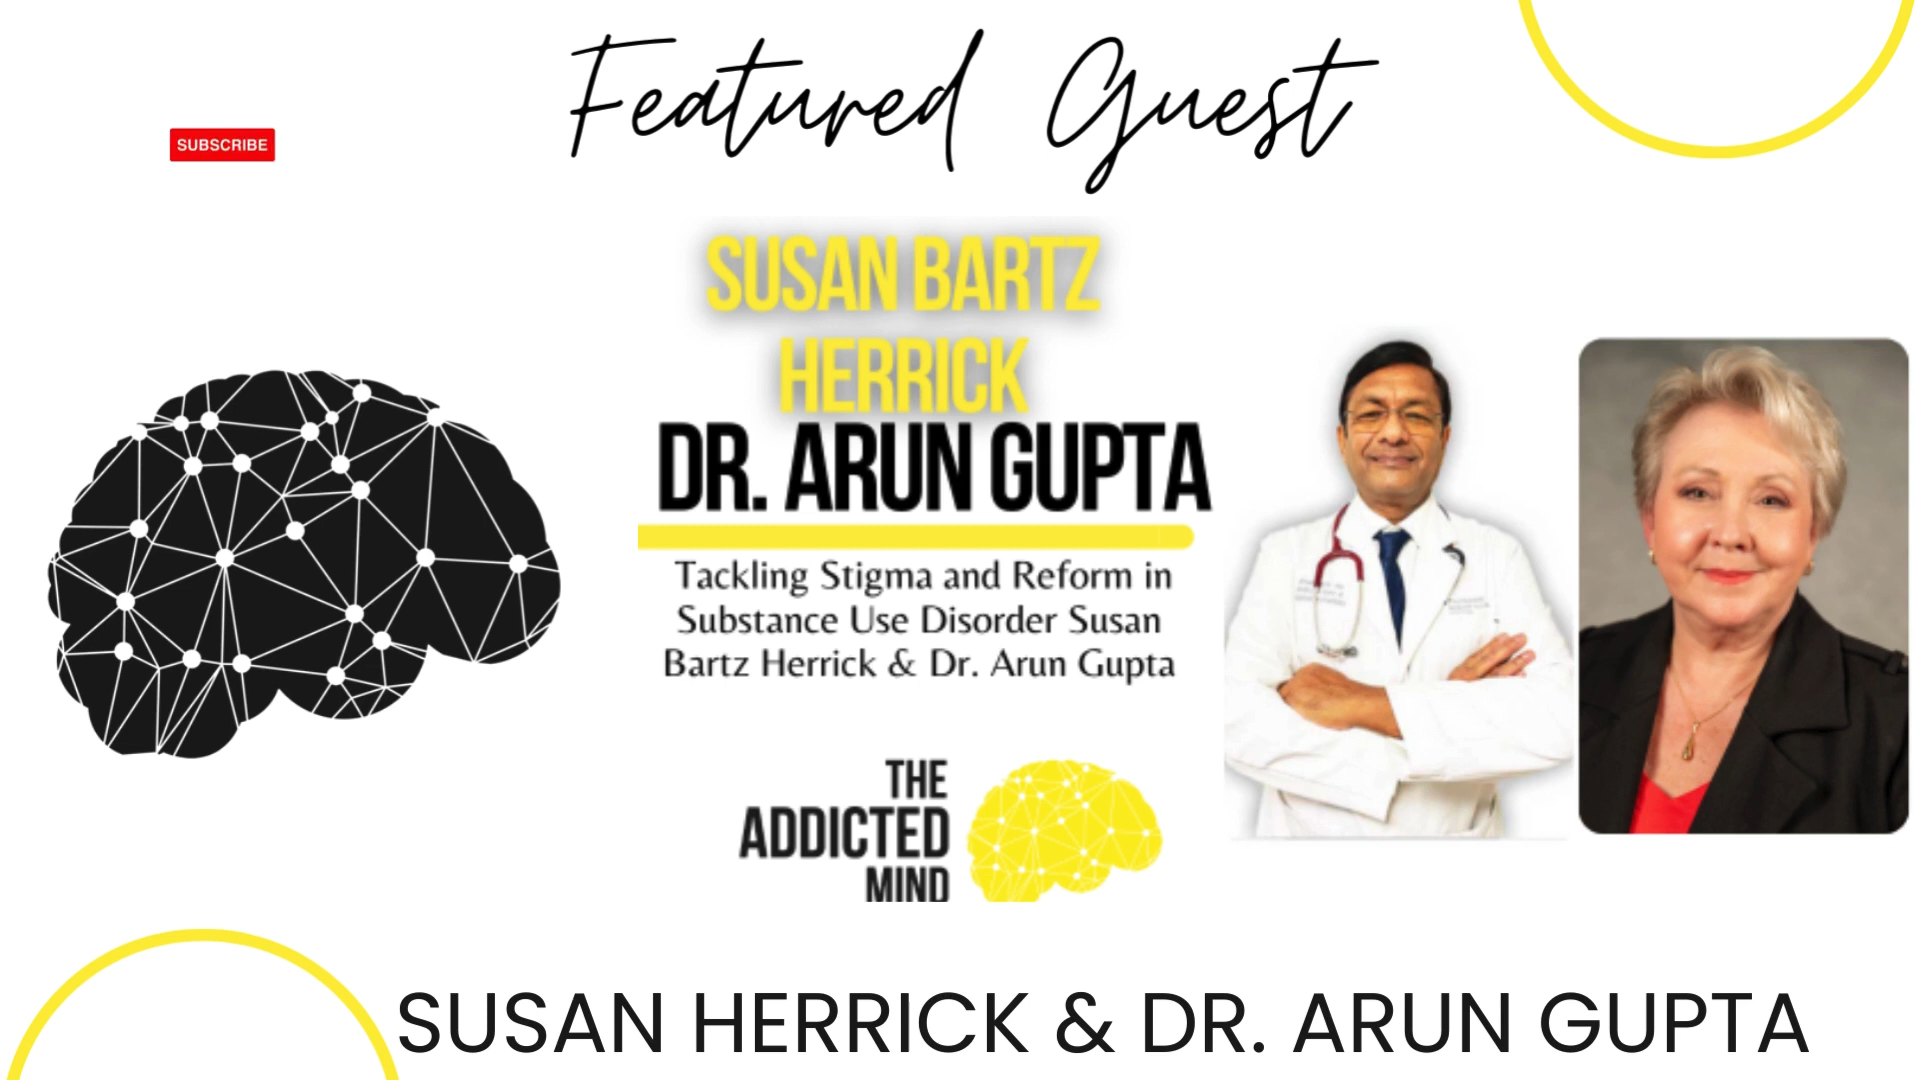 Featured Guest
SUBSCRIBE
SUSAN BARTZ
HERRICK
DR. ARUN GUPTA
Tackling Stigma and Reform in
Substance Use Disorder Susan
Bartz Herrick & Dr. Arun Gupta
THE
ADDICTED
MIND
SUSAN HERRICK & DR. ARUN GUPTA